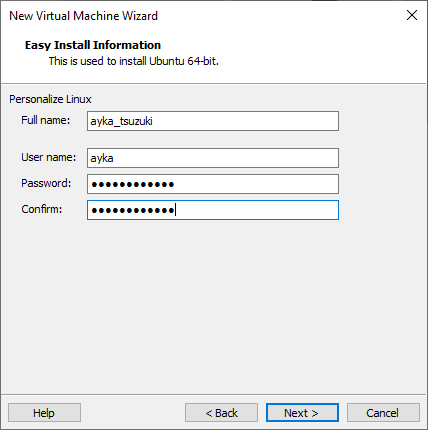 New Virtual Machine Wizard
Easy Install Information
This is used to install Ubuntu 64-bit.
Personalize Linux
Full name: ayka_tsuzuki
User name: ayka
Password: ●●●●●●●●●●●●
Confirm: ●●●●●●●●●●●●
Help < Back Next > Cancel